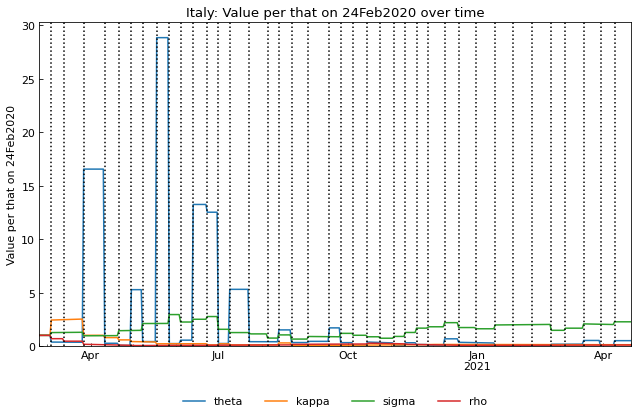 Italy: Value per that on 24Feb2020 over time
Value per that on 24Feb2020
30
25
20
15
10
5
0
Apr Jul Oct Jan Apr
2021
theta kappa sigma rho